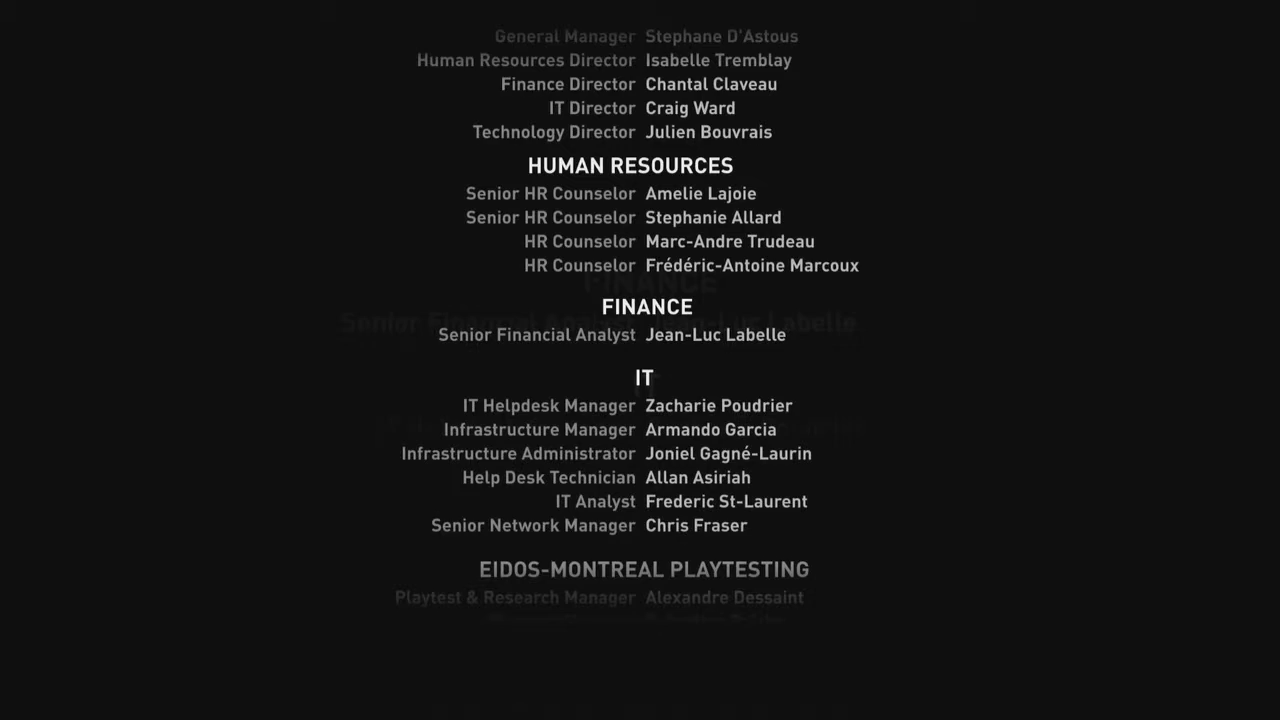 General Manager Stephane D'Astous
Human Resources Director Isabelle Tremblay
Finance Director Chantal Claveau
IT Director Craig Ward
Technology Director Julien Bouvrais
HUMAN RESOURCES
Senior HR Counselor Amelie Lajoie
Senior HR Counselor Stephanie Allard
HR Counselor Marc-Andre Trudeau
HR Counselor Frédéric-Antoine Marcoux
FINANCE
Senior Financial Analyst Jean-Luc Labelle
IT
IT Helpdesk Manager Zacharie Poudrier
Infrastructure Manager Armando Garcia
Infrastructure Administrator Joniel Gagné-Laurin
Help Desk Technician Allan Asiriah
IT Analyst Frederic St-Laurent
Senior Network Manager Chris Fraser
EIDOS-MONTREAL PLAYTESTING
Playtest & Research Manager Alexandre Dessaint